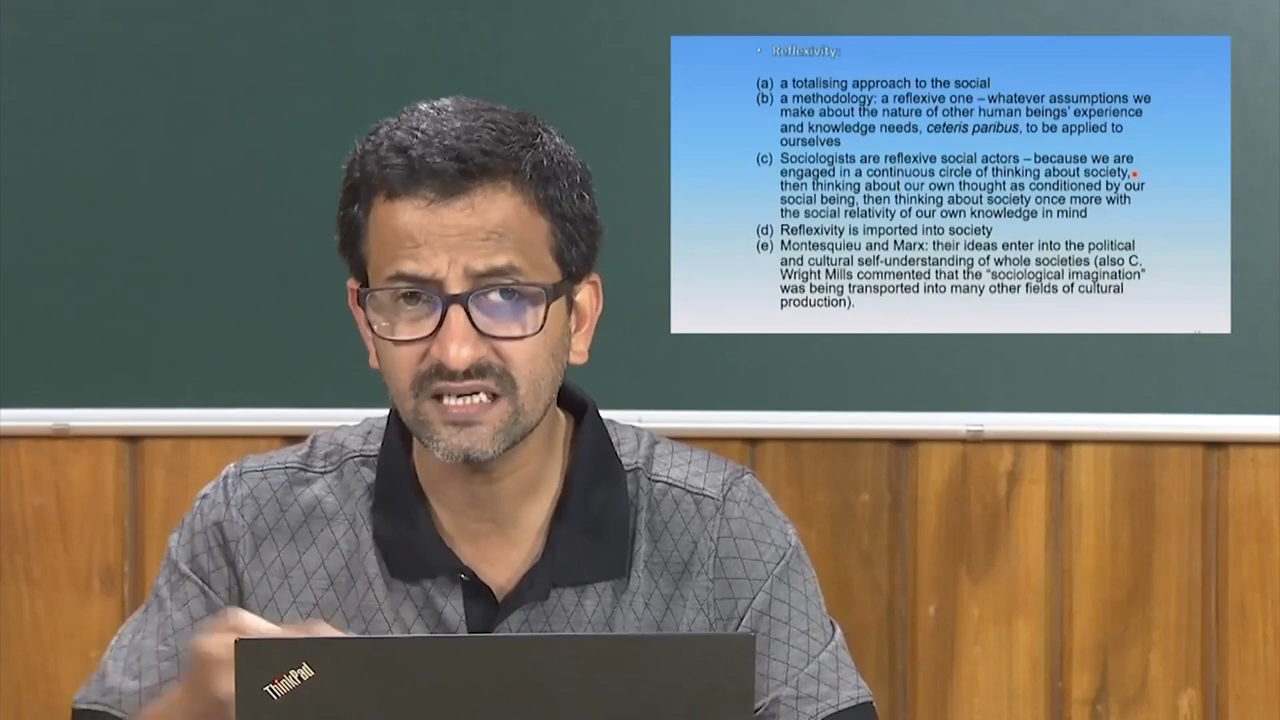 • Reflexivity:
(a) a totalising approach to the social
(b) a methodology: a reflexive one – whatever assumptions we
make about the nature of other human beings' experience
and knowledge needs, ceteris paribus, to be applied to
ourselves
(c) Sociologists are reflexive social actors – because we are
engaged in a continuous circle of thinking about society,
then thinking about our own thought as conditioned by our
social being, then thinking about society once more with
the social relativity of our own knowledge in mind
(d) Reflexivity is imported into society
(e) Montesquieu and Marx: their ideas enter into the political
and cultural self-understanding of whole societies (also C.
Wright Mills commented that the “sociological imagination”
was being transported into many other fields of cultural
production).
ThinkPad